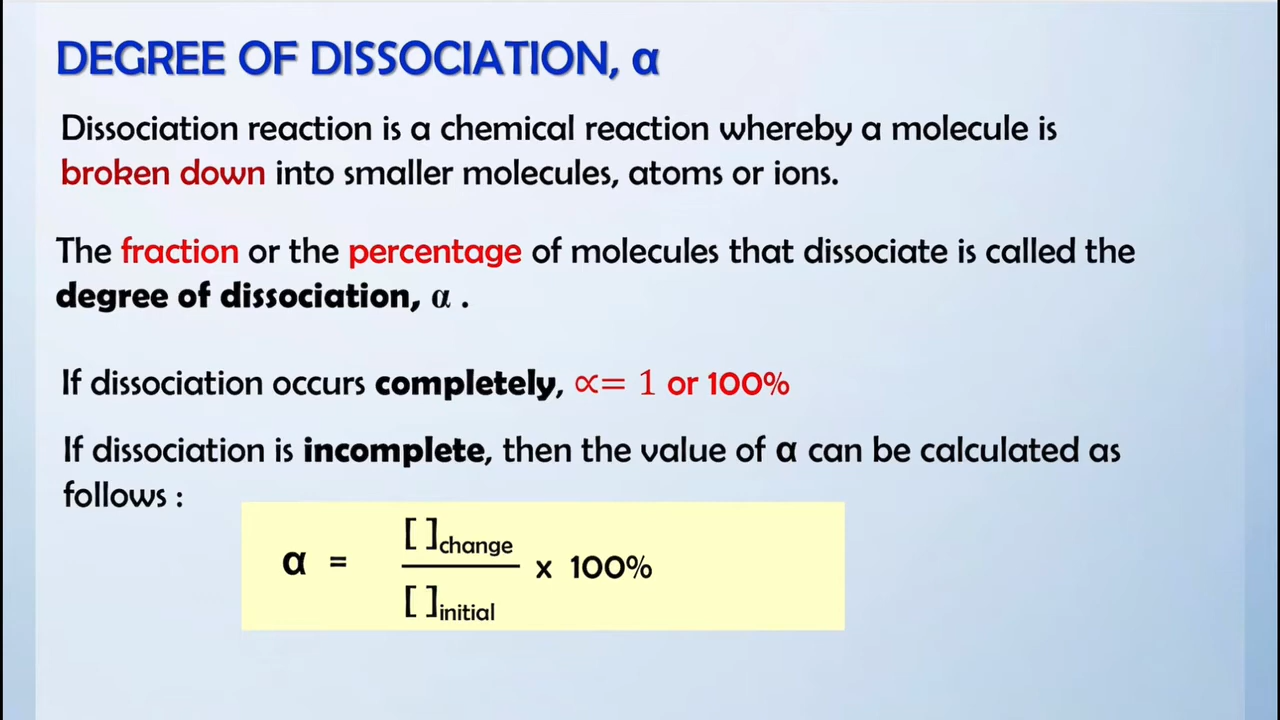 DEGREE OF DISSOCIATION, α
Dissociation reaction is a chemical reaction whereby a molecule is
broken down into smaller molecules, atoms or ions.
The fraction or the percentage of molecules that dissociate is called the
degree of dissociation, α .
If dissociation occurs completely, ∝= 1 or 100%
If dissociation is incomplete, then the value of α can be calculated as
follows :
[ ]change
α = x 100%
[ ]initial